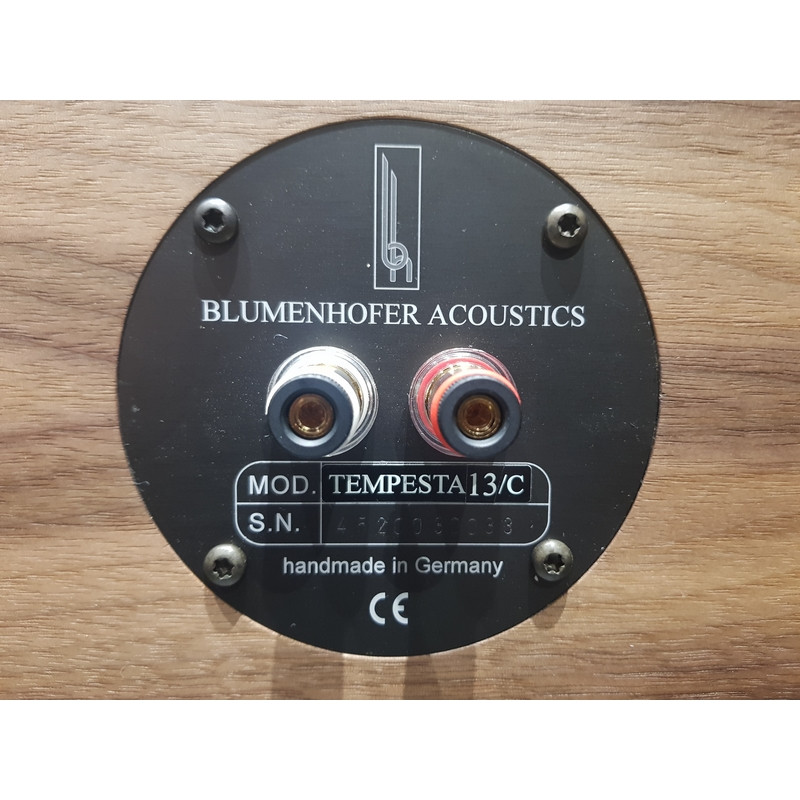 BLUMENHOFER ACOUSTICS
MOD. TEMPESTA 13/C
S.N.
handmade in Germany
CE